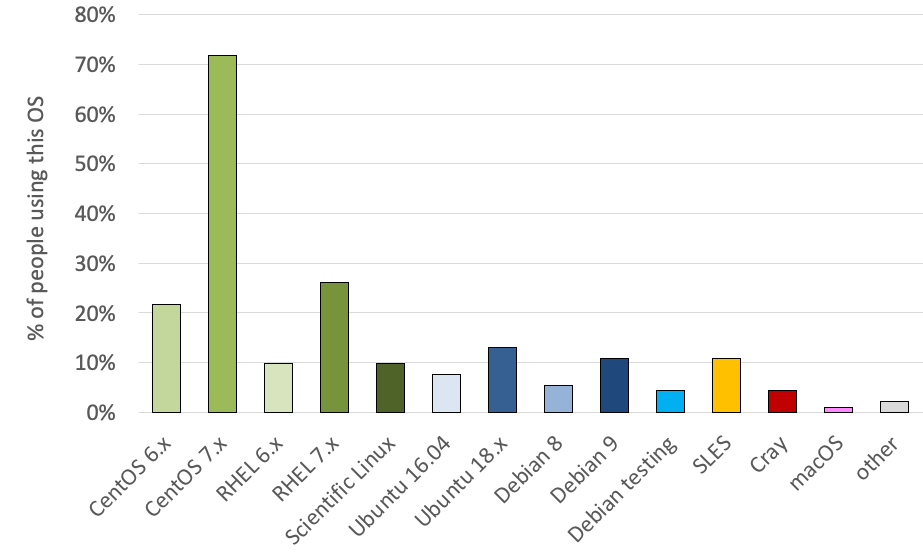 % of people using this OS
80%
70%
60%
50%
40%
30%
20%
10%
0%
CentOS 6.x
CentOS 7.x
RHEL 6.x
RHEL 7.x
Scientific Linux
Ubuntu 16.04
Ubuntu 18.x
Debian 8
Debian 9
Debian testing
SLES
Cray
macOS
other